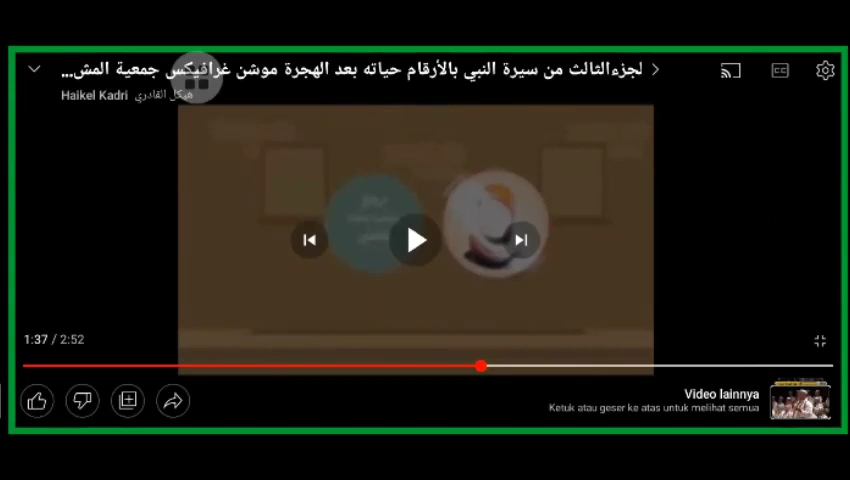 لجزءالثالث من سيرة النبي بالأرقام حياته بعد الهجرة موشن غرافيكس جمعية المش...
Haikel Kadri هيكل القادري
1:37 / 2:52
Video lainnya
Ketuk atau geser ke atas untuk melihat semua